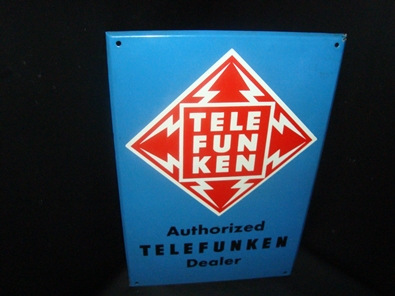 TELE
FUN
KEN
Authorized
TELEFUNKEN
Dealer